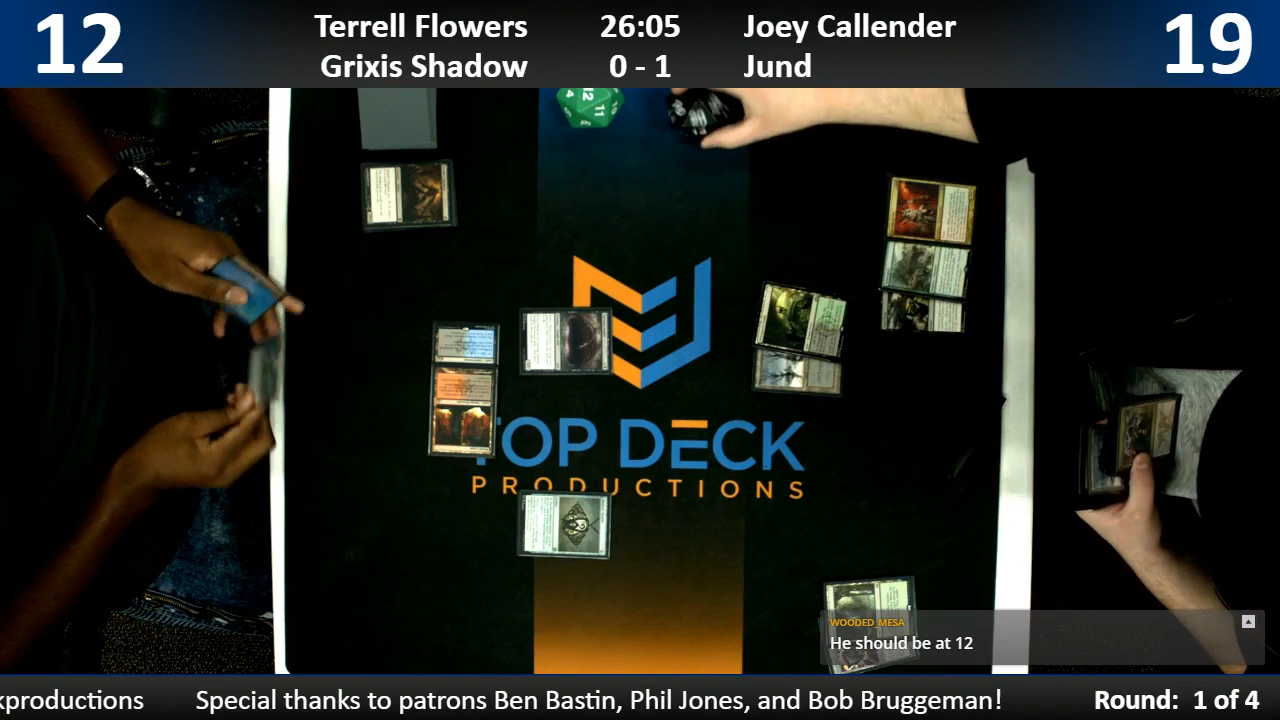 12
Terrell Flowers
26:05
Joey Callender
19
Grixis Shadow
0 - 1
Jund
TOP DECK
PRODUCTIONS
WOODED_MESA
He should be at 12
kproductions
Special thanks to patrons Ben Bastin, Phil Jones, and Bob Bruggeman!
Round: 1 of 4